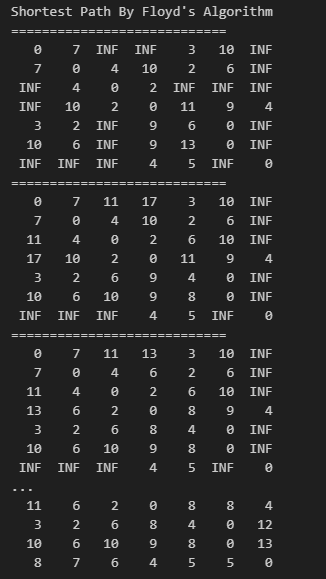 Shortest Path By Floyd's Algorithm
============================
0 7 INF INF 3 10 INF
7 0 4 10 2 6 INF
INF 4 0 2 INF INF INF
INF 10 2 0 11 9 4
3 2 INF 9 6 0 INF
10 6 INF 9 13 0 INF
INF INF INF 4 5 INF 0
============================
0 7 11 17 3 10 INF
7 0 4 10 2 6 INF
11 4 0 2 6 10 INF
17 10 2 0 11 9 4
3 2 6 9 4 0 INF
10 6 10 9 8 0 INF
INF INF INF 4 5 INF 0
============================
0 7 11 13 3 10 INF
7 0 4 6 2 6 INF
11 4 0 2 6 10 INF
13 6 2 0 8 9 4
3 2 6 8 4 0 INF
10 6 10 9 8 0 INF
INF INF INF 4 5 INF 0
...
11 6 2 0 8 8 4
3 2 6 8 4 0 12
10 6 10 9 8 0 13
8 7 6 4 5 5 0